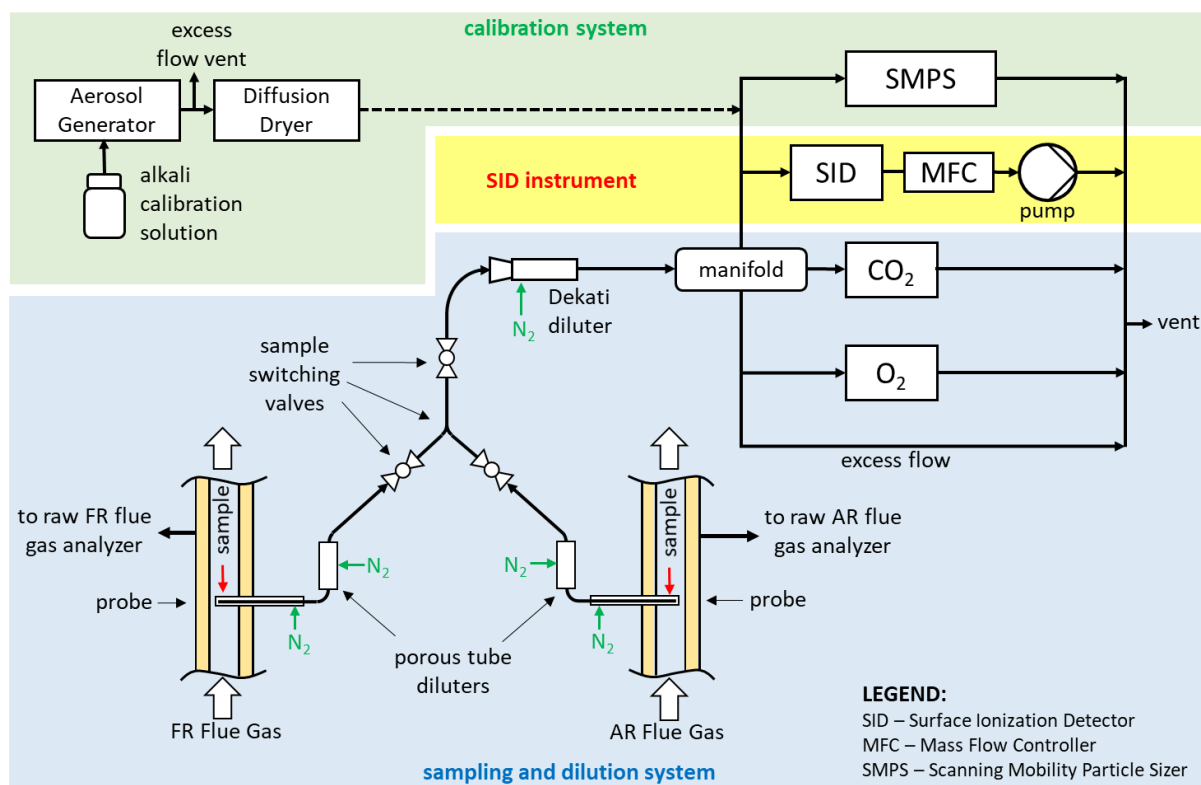 calibration system
excess
flow vent
Aerosol
Generator
Diffusion
Dryer
alkali
calibration
solution
SMPS
SID instrument
SID
MFC
pump
manifold
CO₂
Dekati
diluter
N₂
vent
O₂
excess flow
sample
switching
valves
to raw FR flue
gas analyzer
sample
probe
N₂
N₂
porous tube
diluters
N₂
N₂
sample
to raw AR flue
gas analyzer
probe
FR Flue Gas
AR Flue Gas
sampling and dilution system
LEGEND:
SID – Surface Ionization Detector
MFC – Mass Flow Controller
SMPS – Scanning Mobility Particle Sizer